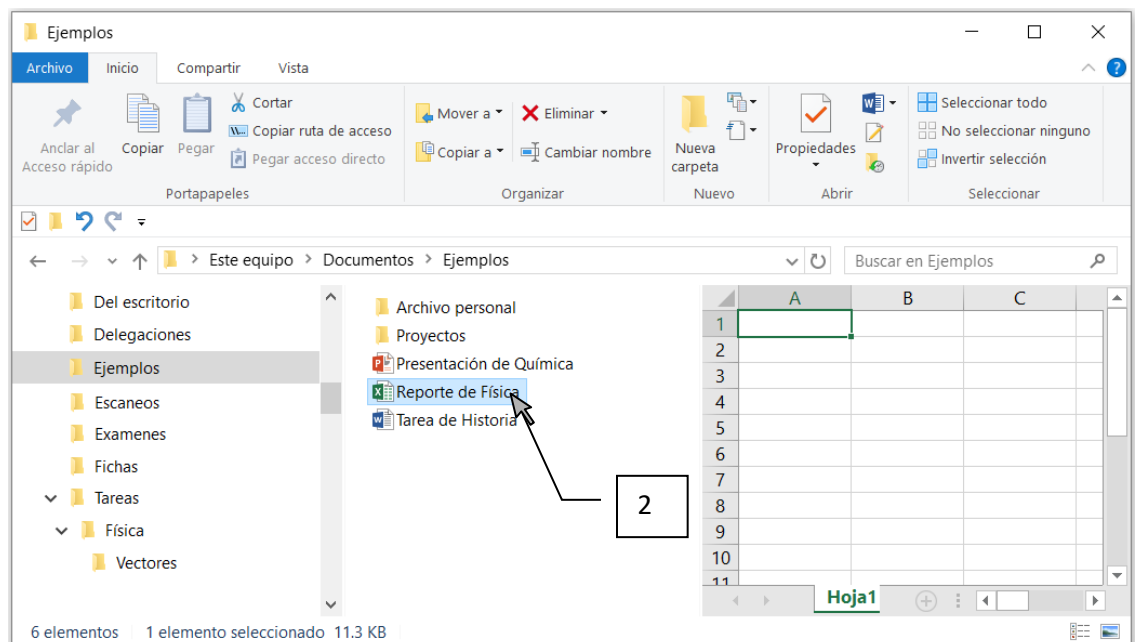 Ejemplos
Archivo Inicio Compartir Vista
Anclar al Acceso rápido
Copiar
Pegar
Cortar
Copiar ruta de acceso
Pegar acceso directo
Portapapeles
Mover a
Copiar a
Eliminar
Cambiar nombre
Organizar
Nueva carpeta
Nuevo
Propiedades
Abrir
Seleccionar todo
No seleccionar ninguno
Invertir selección
Seleccionar
Este equipo > Documentos > Ejemplos
Buscar en Ejemplos
Del escritorio
Delegaciones
Ejemplos
Escaneos
Examenes
Fichas
Tareas
Física
Vectores
Archivo personal
Proyectos
Presentación de Química
Reporte de Física
Tarea de Historia
2
A B C
1
2
3
4
5
6
7
8
9
10
11
Hoja1
6 elementos 1 elemento seleccionado 11.3 KB